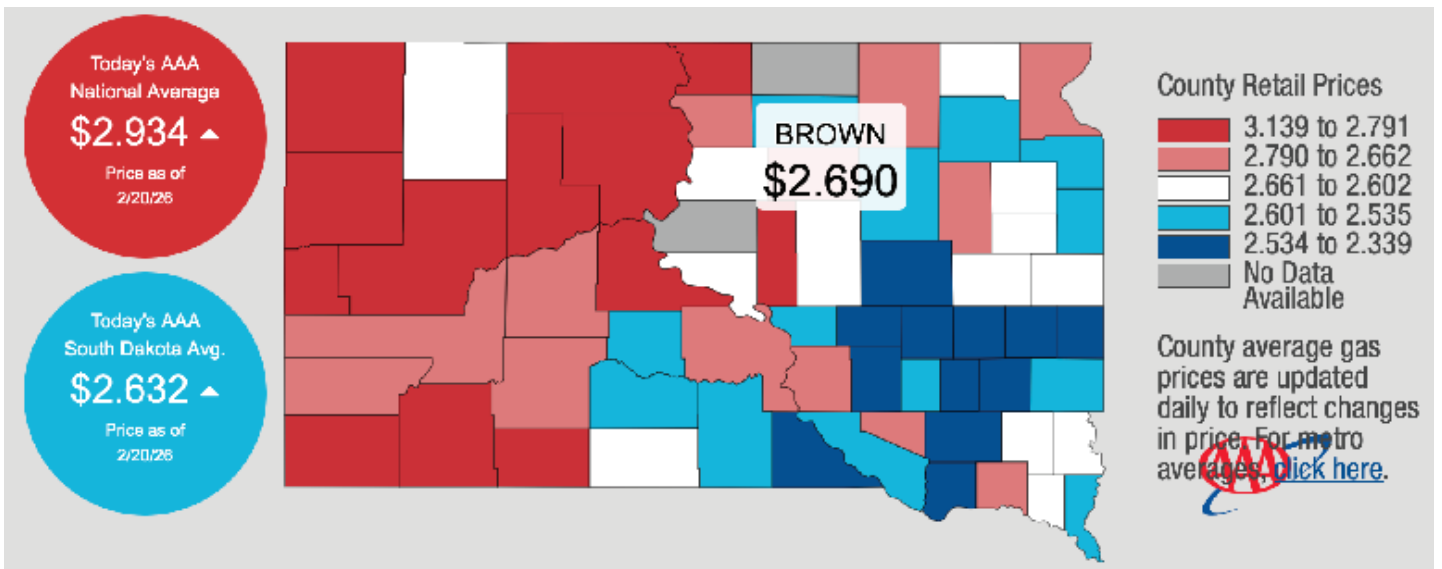 Today's AAA
National Average
$2.934
Price as of
2/20/26
Today's AAA
South Dakota Avg.
$2.632
Price as of
2/20/26
BROWN
$2.690
County Retail Prices
3.139 to 2.791
2.790 to 2.662
2.661 to 2.602
2.601 to 2.535
2.534 to 2.339
No Data
Available
County average gas
prices are updated
daily to reflect changes
in price. For metro
averages, click here.
AAA